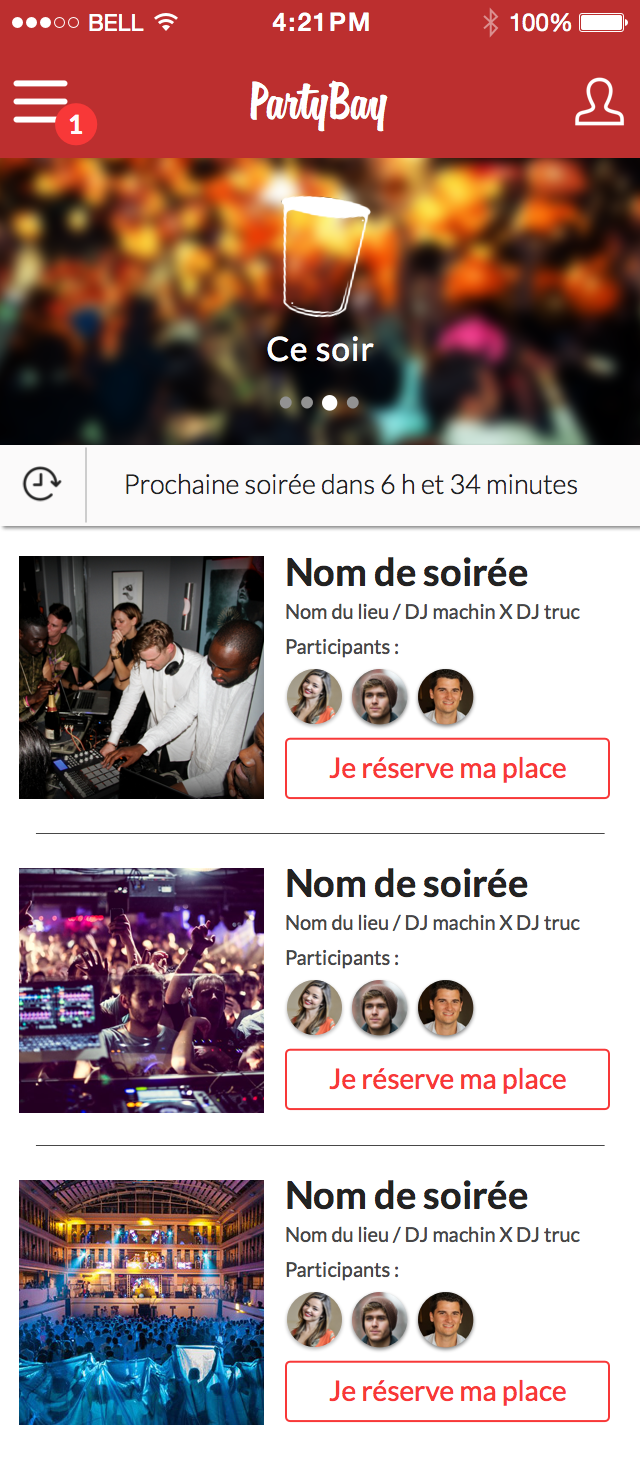 BELL 4:21PM 100%
1 PartyBay
Ce soir
Prochaine soirée dans 6 h et 34 minutes
Nom de soirée
Nom du lieu / DJ machin X DJ truc
Participants :
Je réserve ma place
Nom de soirée
Nom du lieu / DJ machin X DJ truc
Participants :
Je réserve ma place
Nom de soirée
Nom du lieu / DJ machin X DJ truc
Participants :
Je réserve ma place